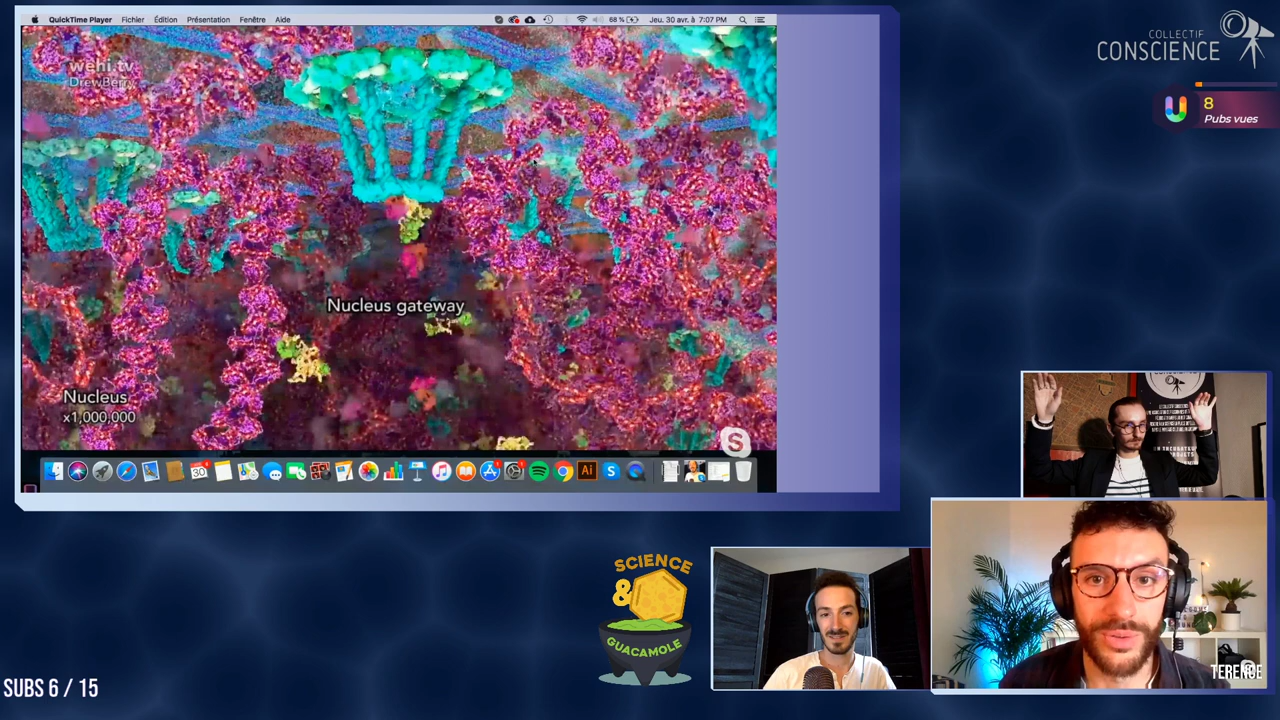 QuickTime Player Fichier Édition Présentation Fenêtre Aide 68 % Jeu. 30 avr. à 7:07 PM
wehi.tv
DrewBerry
Nucleus gateway
Nucleus
x1,000,000
COLLECTIF
CONSCIENCE
8
Pubs vues
SCIENCE
&
GUACAMOLE
TERENCE
SUBS 6 / 15